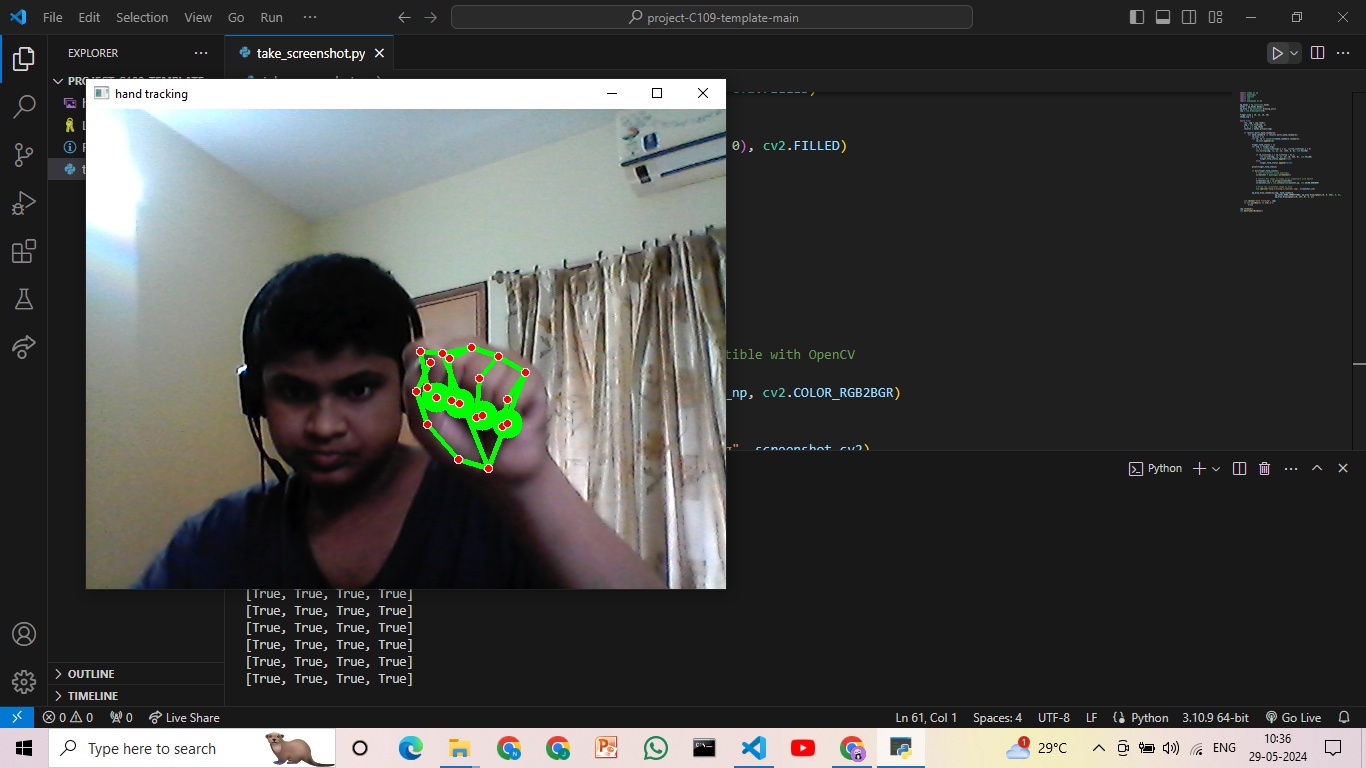 File Edit Selection View Go Run ··· project-C109-template-main
EXPLORER ···
take_screenshot.py
hand tracking
0), cv2.FILLED)
tible with OpenCV
_np, cv2.COLOR_RGB2BGR)
screenshot_cv2)
Python
[True, True, True, True]
[True, True, True, True]
[True, True, True, True]
[True, True, True, True]
[True, True, True, True]
[True, True, True, True]
OUTLINE
TIMELINE
0 0 0 Live Share Ln 61, Col 1 Spaces: 4 UTF-8 LF Python 3.10.9 64-bit Go Live
Type here to search 1 29°C ENG 10:36
29-05-2024